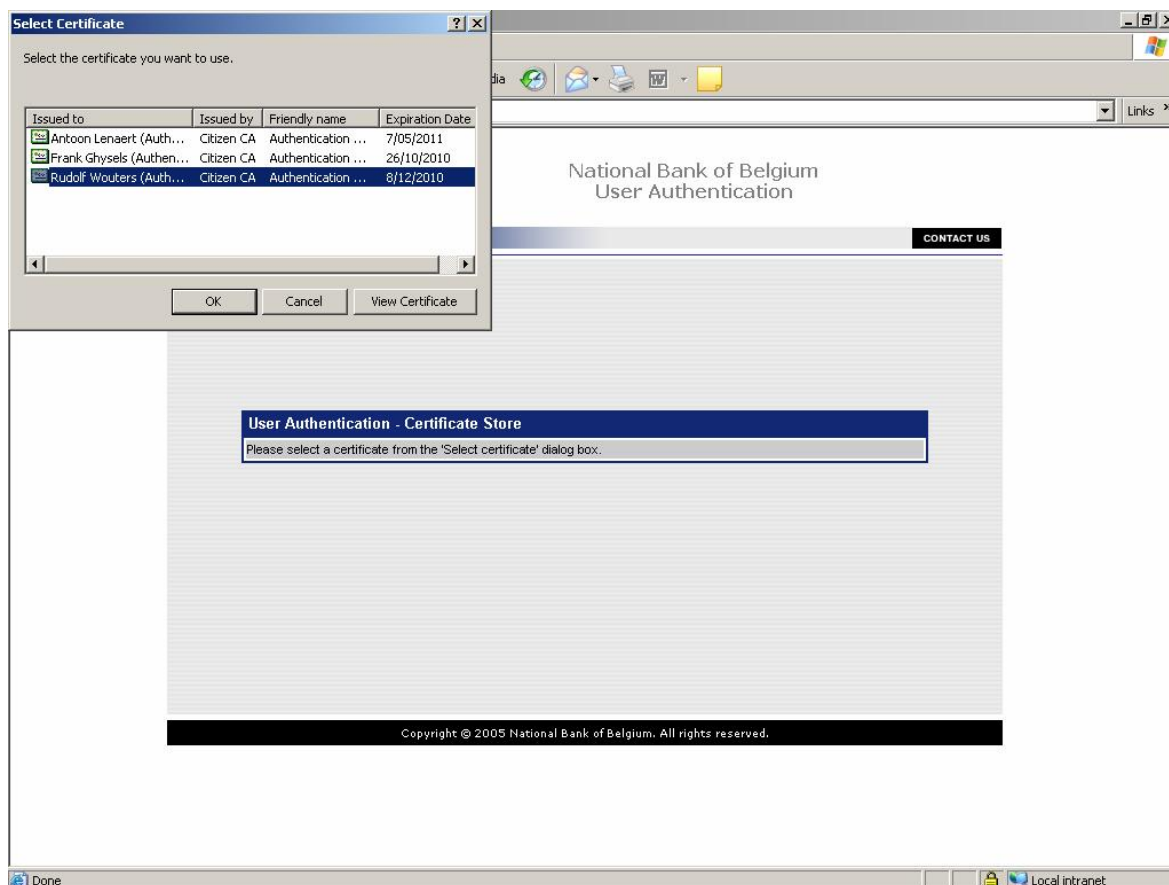 Select Certificate
Select the certificate you want to use.
Issued to Issued by Friendly name Expiration Date
Antoon Lenaert (Auth... Citizen CA Authentication ... 7/05/2011
Frank Ghysels (Authen... Citizen CA Authentication ... 26/10/2010
Rudolf Wouters (Auth... Citizen CA Authentication ... 8/12/2010
OK Cancel View Certificate
dia
Links
National Bank of Belgium
User Authentication
CONTACT US
User Authentication - Certificate Store
Please select a certificate from the 'Select certificate' dialog box.
Copyright © 2005 National Bank of Belgium. All rights reserved.
Done Local intranet